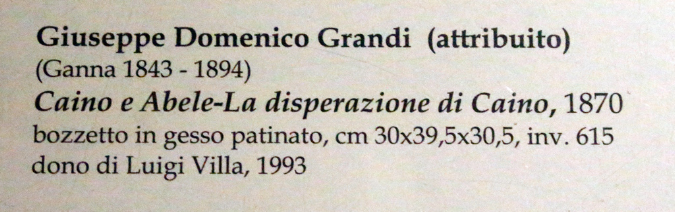 Giuseppe Domenico Grandi (attribuito)
(Ganna 1843 - 1894)
Caino e Abele-La disperazione di Caino, 1870
bozzetto in gesso patinato, cm 30x39,5x30,5, inv. 615
dono di Luigi Villa, 1993